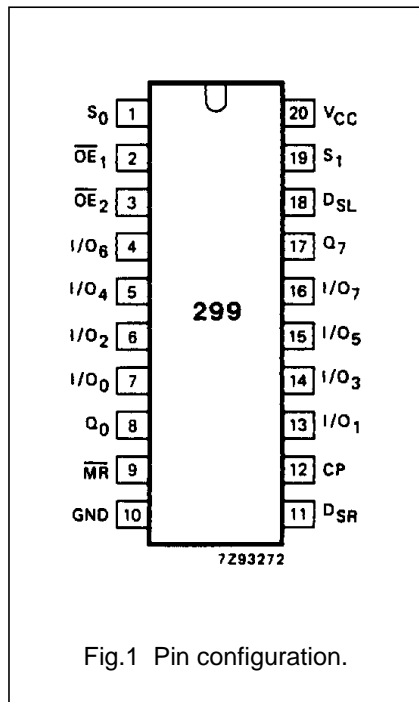 S0 1 20 VCC
OE1 2 19 S1
OE2 3 18 DSL
I/O6 4 17 Q7
I/O4 5 16 I/O7
299
I/O2 6 15 I/O5
I/O0 7 14 I/O3
Q0 8 13 I/O1
MR 9 12 CP
GND 10 11 DSR
7Z93272
Fig.1 Pin configuration.